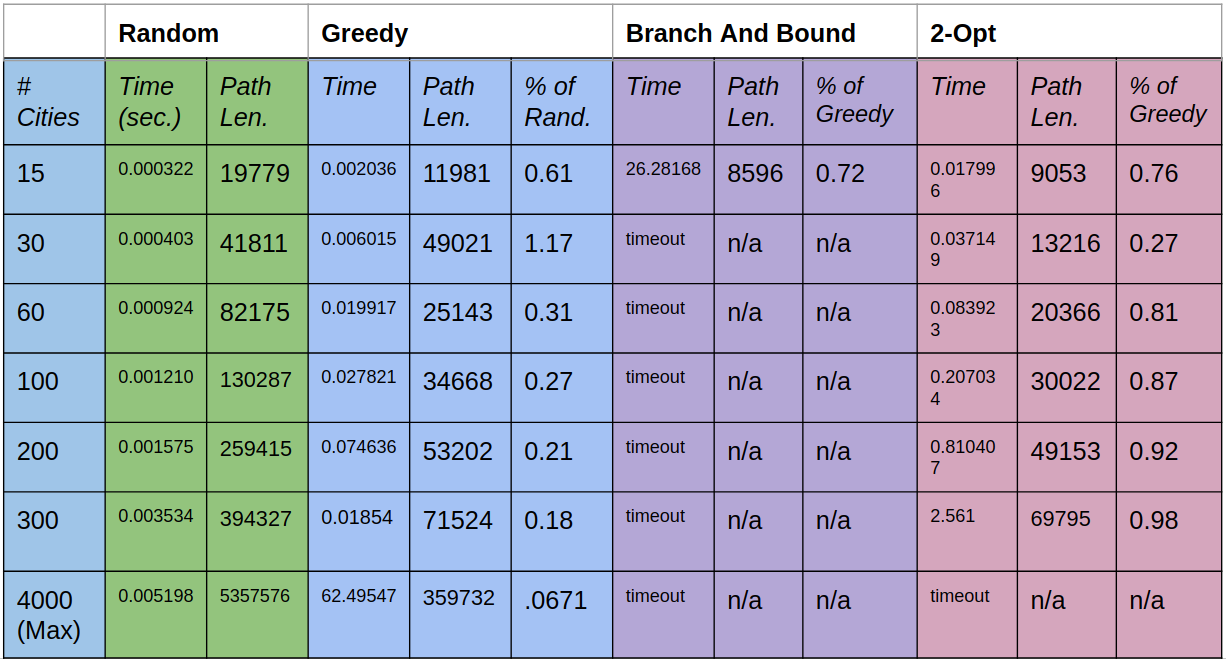 Random Greedy Branch And Bound 2-Opt
# Cities Time (sec.) Path Len. Time Path Len. % of Rand. Time Path Len. % of Greedy Time Path Len. % of Greedy
15 0.000322 19779 0.002036 11981 0.61 26.28168 8596 0.72 0.017996 9053 0.76
30 0.000403 41811 0.006015 49021 1.17 timeout n/a n/a 0.037149 13216 0.27
60 0.000924 82175 0.019917 25143 0.31 timeout n/a n/a 0.083923 20366 0.81
100 0.001210 130287 0.027821 34668 0.27 timeout n/a n/a 0.207034 30022 0.87
200 0.001575 259415 0.074636 53202 0.21 timeout n/a n/a 0.810407 49153 0.92
300 0.003534 394327 0.01854 71524 0.18 timeout n/a n/a 2.561 69795 0.98
4000 (Max) 0.005198 5357576 62.49547 359732 .0671 timeout n/a n/a timeout n/a n/a